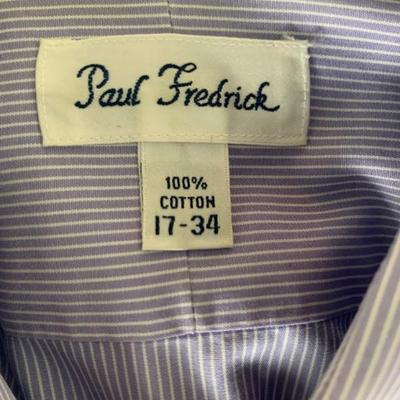 Paul Fredrick
100%
COTTON
17-34